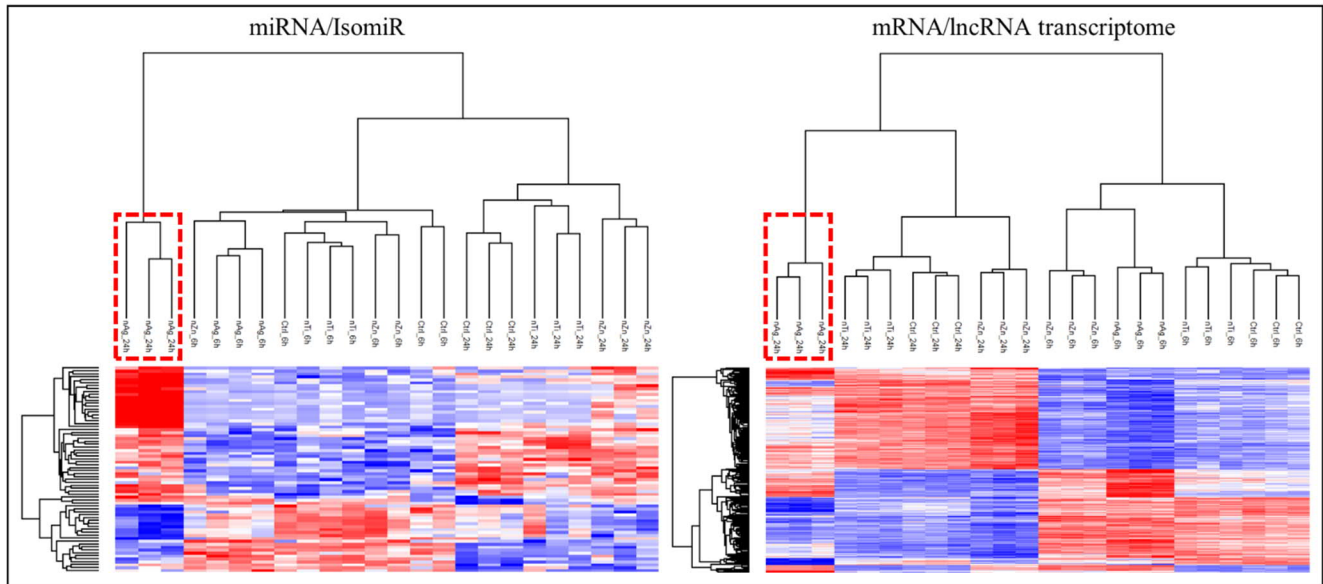 miRNA/IsomiR
nAg_24h
nAg_24h
nAg_24h
nZn_6h
nAg_6h
nAg_6h
nAg_6h
Ctrl_6h
nTi_6h
nTi_6h
nTi_6h
nZn_6h
nZn_6h
Ctrl_6h
Ctrl_6h
Ctrl_24h
Ctrl_24h
Ctrl_24h
nTi_24h
nTi_24h
nTi_24h
nZn_24h
nZn_24h
nZn_24h
mRNA/lncRNA transcriptome
nAg_24h
nAg_24h
nAg_24h
nTi_24h
nTi_24h
nTi_24h
Ctrl_24h
Ctrl_24h
Ctrl_24h
nZn_24h
nZn_24h
nZn_24h
nZn_6h
nZn_6h
nZn_6h
nAg_6h
nAg_6h
nAg_6h
nTi_6h
nTi_6h
nTi_6h
Ctrl_6h
Ctrl_6h
Ctrl_6h